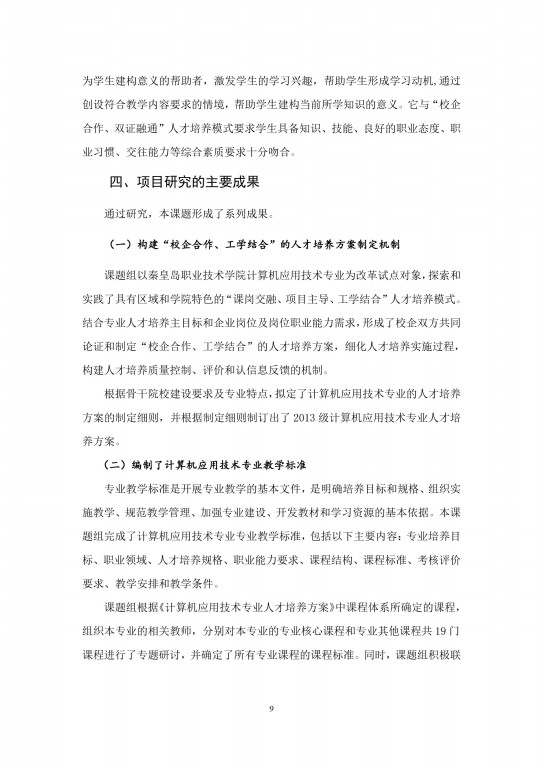 为学生建构意义的帮助者，激发学生的学习兴趣，帮助学生形成学习动机,通过
创设符合教学内容要求的情境，帮助学生建构当前所学知识的意义。它与“校企
合作、双证融通”人才培养模式要求学生具备知识、技能、良好的职业态度、职
业习惯、交往能力等综合素质要求十分吻合。
四、项目研究的主要成果
通过研究，本课题形成了系列成果。
（一）构建“校企合作、工学结合”的人才培养方案制定机制
课题组以秦皇岛职业技术学院计算机应用技术专业为改革试点对象,探索和
实践了具有区域和学院特色的“课岗交融、项目主导、工学结合”人才培养模式。
结合专业人才培养主目标和企业岗位及岗位职业能力需求,形成了校企双方共同
论证和制定“校企合作、工学结合”的人才培养方案，细化人才培养实施过程，
构建人才培养质量控制、评价和认信息反馈的机制。
根据骨干院校建设要求及专业特点，拟定了计算机应用技术专业的人才培养
方案的制定细则，并根据制定细则制订出了 2013 级计算机应用技术专业人才培
养方案。
（二）编制了计算机应用技术专业教学标准
专业教学标准是开展专业教学的基本文件，是明确培养目标和规格、组织实
施教学、规范教学管理、加强专业建设、开发教材和学习资源的基本依据。本课
题组完成了计算机应用技术专业专业教学标准，包括以下主要内容：专业培养目
标、职业领域、人才培养规格、职业能力要求、课程结构、课程标准、考核评价
要求、教学安排和教学条件。
课题组根据《计算机应用技术专业人才培养方案》中课程体系所确定的课程，
组织本专业的相关教师，分别对本专业的专业核心课程和专业其他课程共 19 门
课程进行了专题研讨，并确定了所有专业课程的课程标准。同时，课题组积极联
9